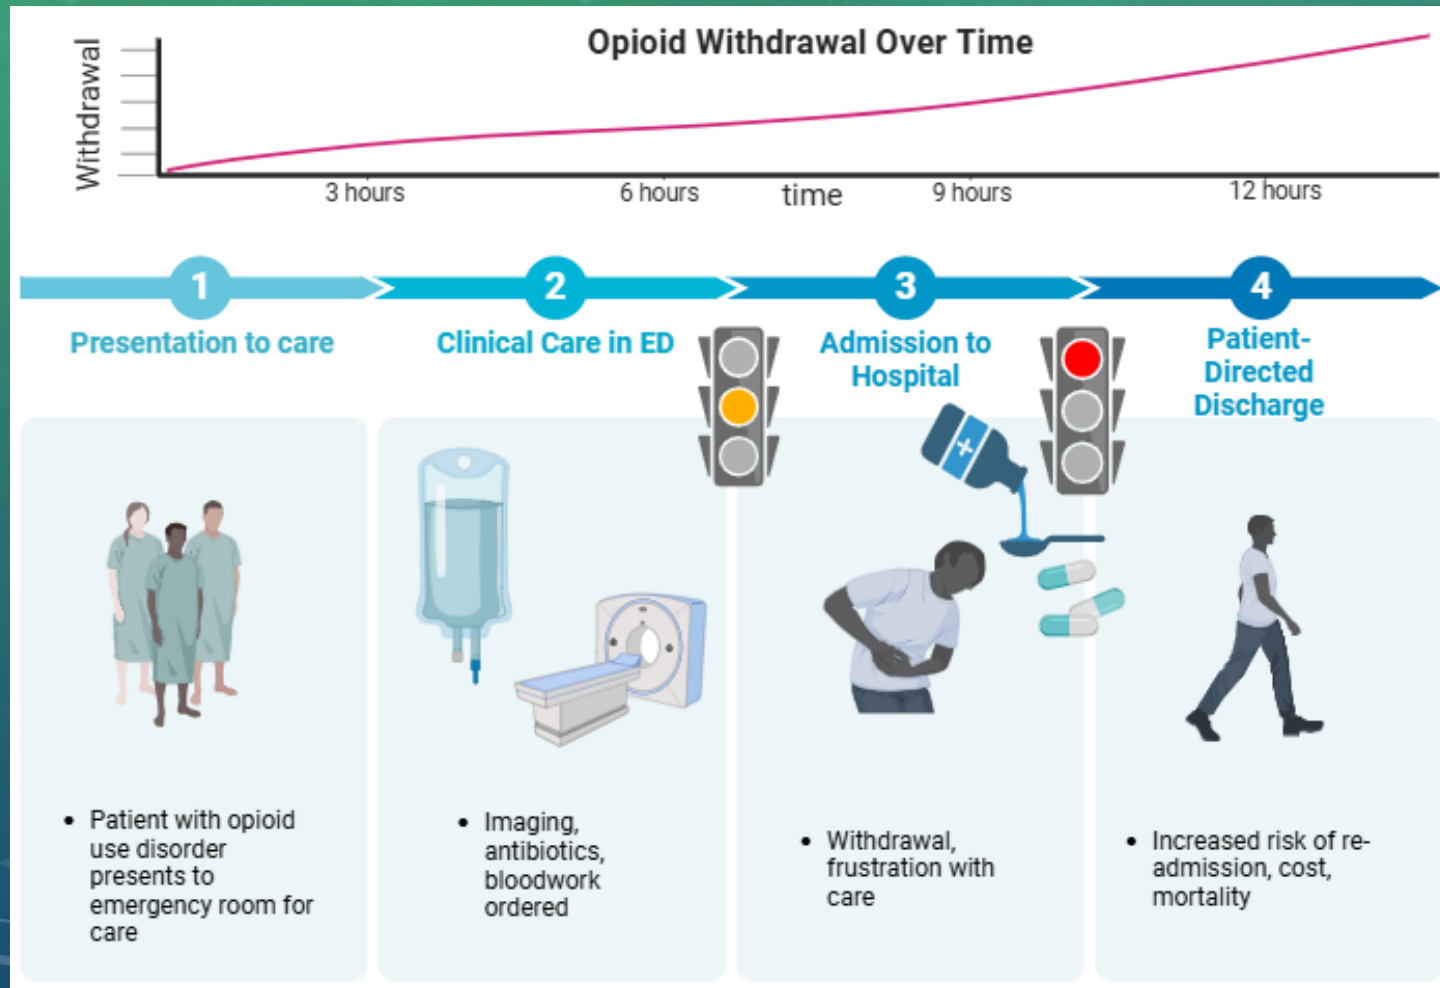 Opioid Withdrawal Over Time
Withdrawal
3 hours
6 hours
time
9 hours
12 hours
1
2
3
4
Presentation to care
Clinical Care in ED
Admission to
Hospital
Patient-
Directed
Discharge
• Patient with opioid
use disorder
presents to
emergency room for
care
• Imaging,
antibiotics,
bloodwork
ordered
• Withdrawal,
frustration with
care
• Increased risk of re-
admission, cost,
mortality